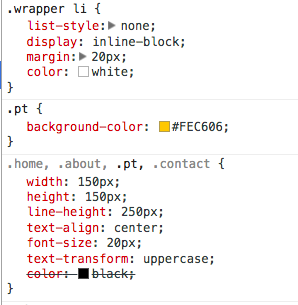 .wrapper li {
list-style: none;
display: inline-block;
margin: 20px;
color: white;
}
.pt {
background-color: #FEC606;
}
.home, .about, .pt, .contact {
width: 150px;
height: 150px;
line-height: 250px;
text-align: center;
font-size: 20px;
text-transform: uppercase;
color: black;
}